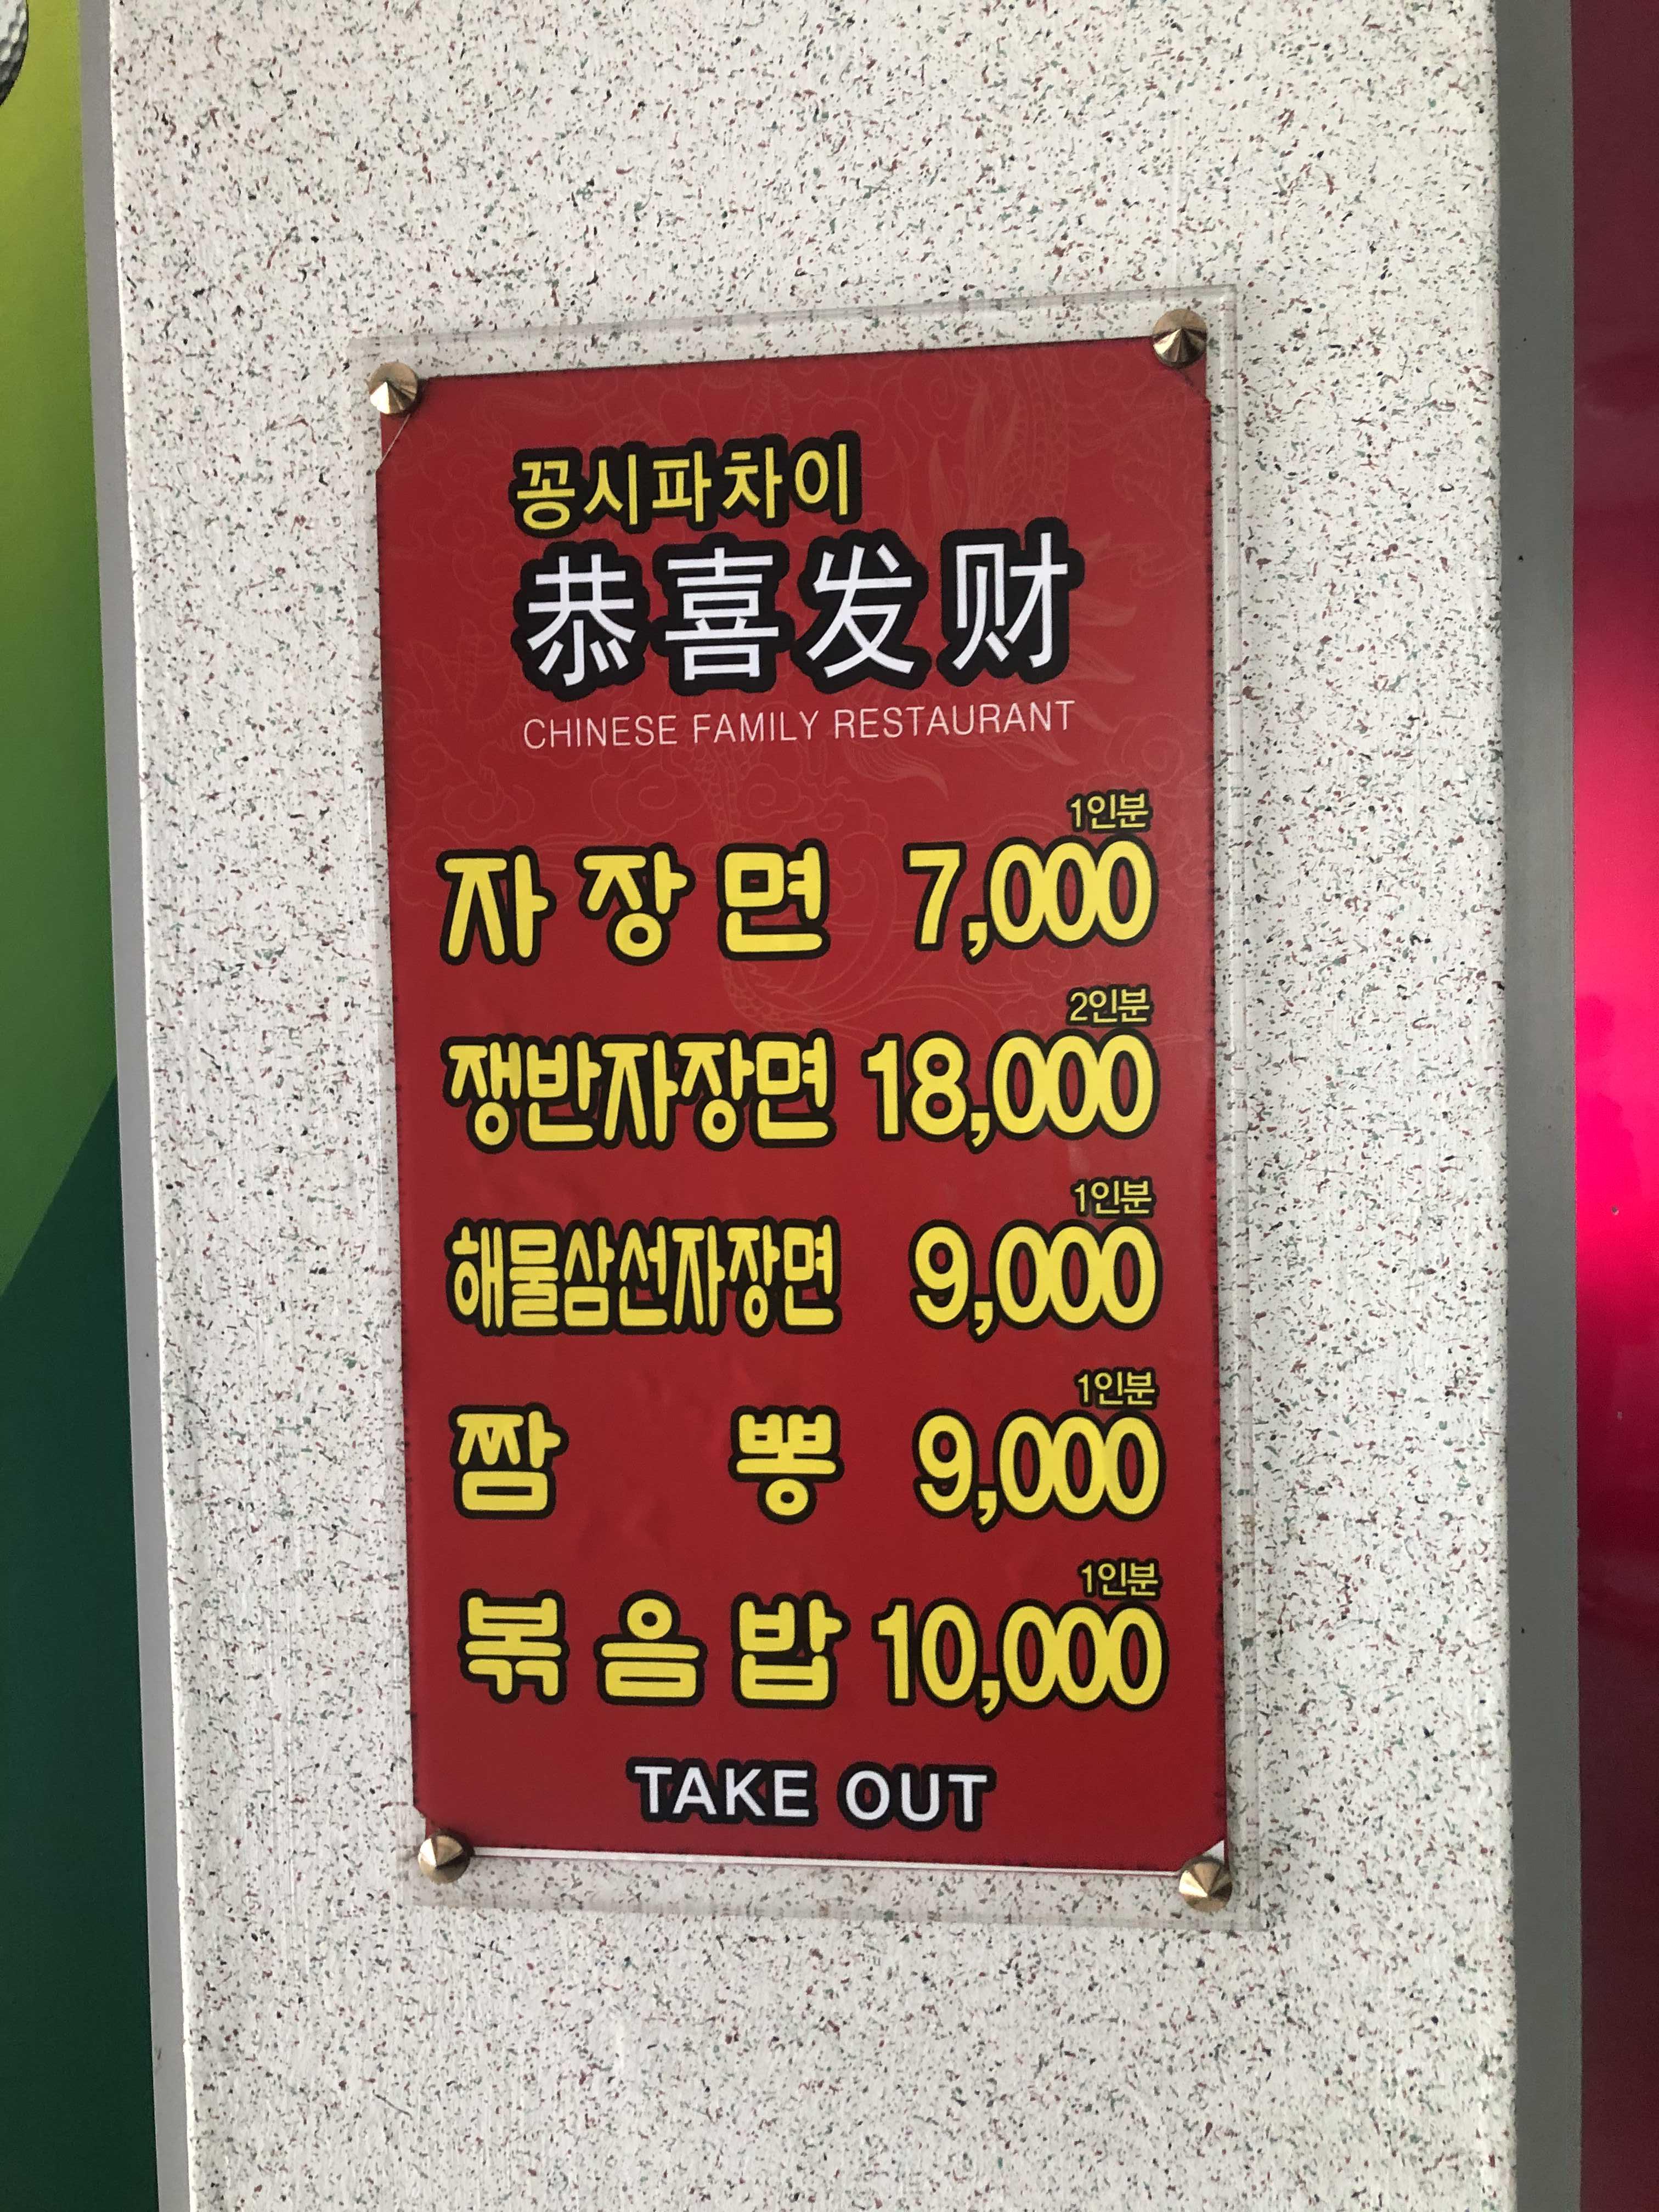 꽁시파차이
恭喜发财
CHINESE FAMILY RESTAURANT
1인분
자장면 7,000
2인분
쟁반자장면 18,000
1인분
해물삼선자장면 9,000
1인분
짬뽕 9,000
1인분
볶음밥 10,000
TAKE OUT